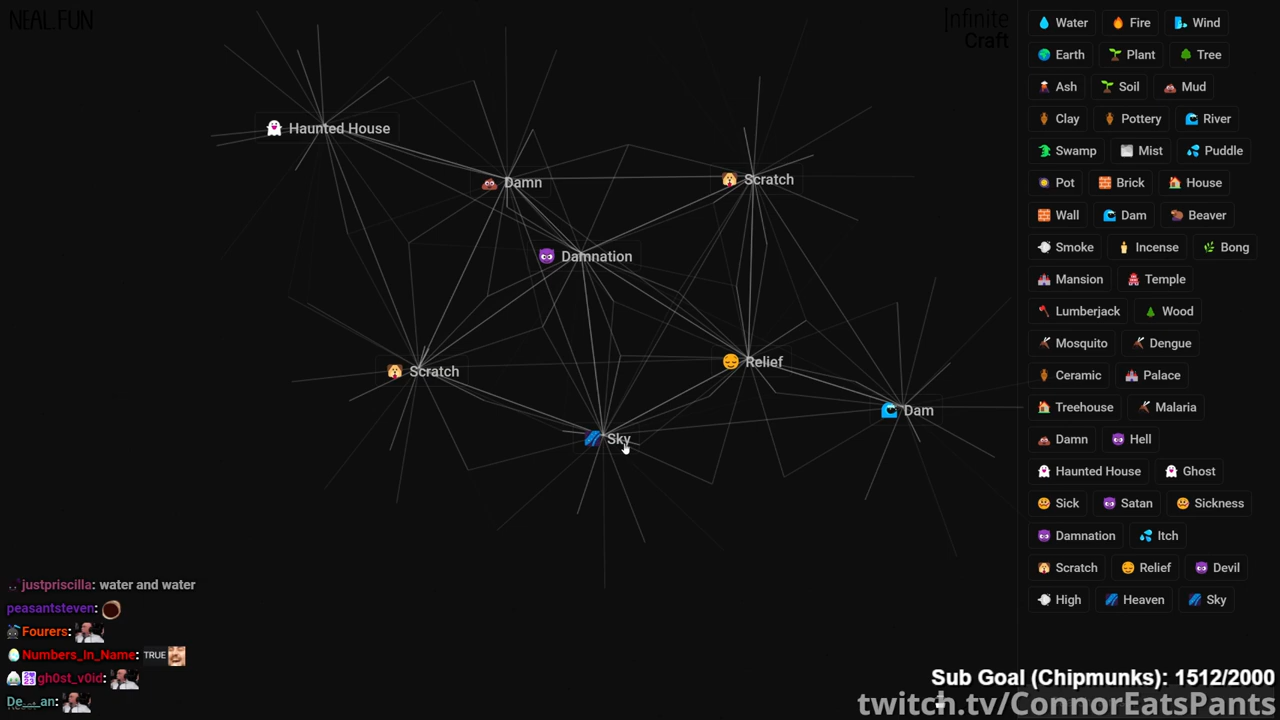 NEAL.FUN
Infinite
Craft
Haunted House
Damn
Scratch
Damnation
Relief
Scratch
Dam
Sky
Water Fire Wind
Earth Plant Tree
Ash Soil Mud
Clay Pottery River
Swamp Mist Puddle
Pot Brick House
Wall Dam Beaver
Smoke Incense Bong
Mansion Temple
Lumberjack Wood
Mosquito Dengue
Ceramic Palace
Treehouse Malaria
Damn Hell
Haunted House Ghost
Sick Satan Sickness
Damnation Itch
Scratch Relief Devil
High Heaven Sky
justpriscilla: water and water
peasantsteven:
Fourers:
Numbers_In_Name: TRUE
gh0st_v0id:
Sub Goal (Chipmunks): 1512/2000
twitch.tv/ConnorEatsPants